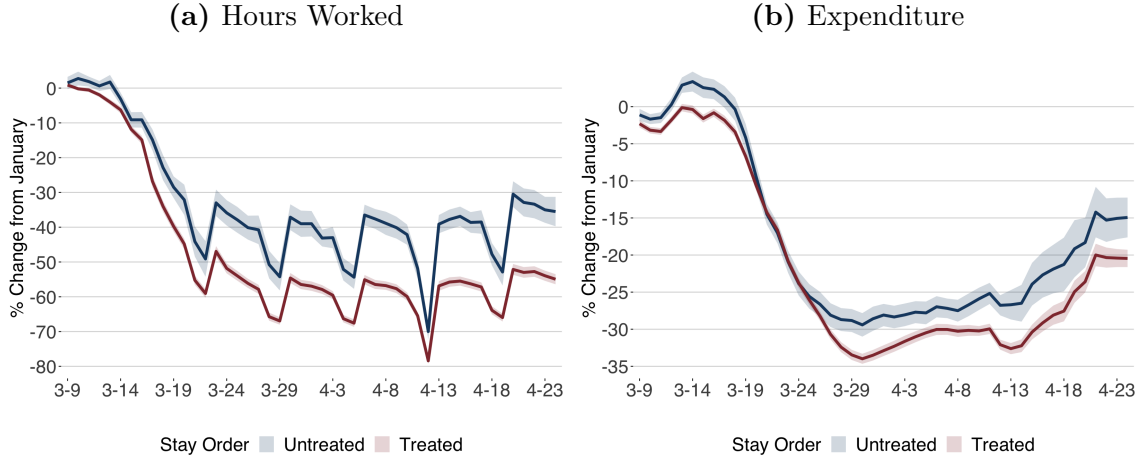 (a) Hours Worked
% Change from January
0
-10
-20
-30
-40
-50
-60
-70
-80
3-9 3-14 3-19 3-24 3-29 4-3 4-8 4-13 4-18 4-23
Stay Order Untreated Treated
(b) Expenditure
% Change from January
0
-5
-10
-15
-20
-25
-30
-35
3-9 3-14 3-19 3-24 3-29 4-3 4-8 4-13 4-18 4-23
Stay Order Untreated Treated